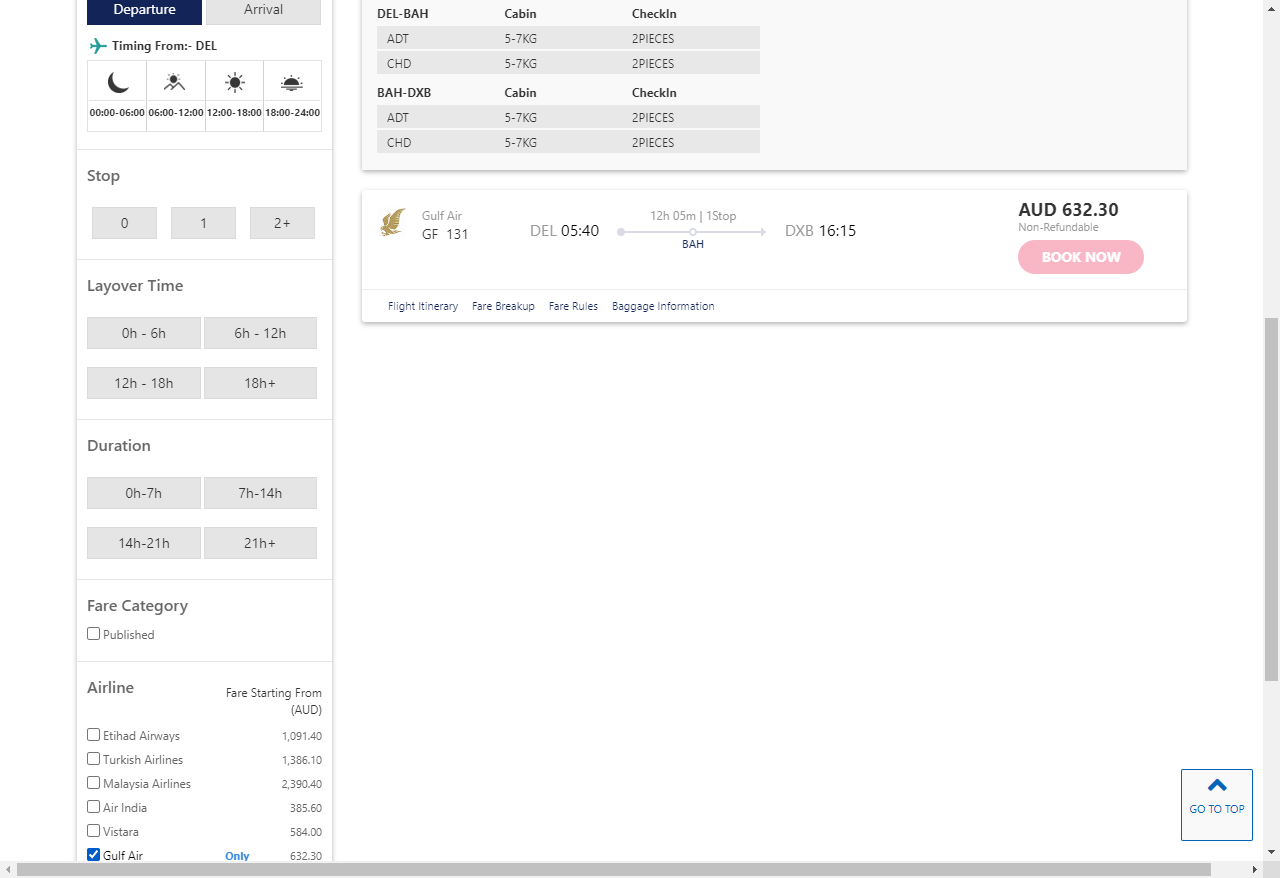 Departure Arrival
Timing From:- DEL
00:00-06:00 06:00-12:00 12:00-18:00 18:00-24:00
Stop
0 1 2+
Layover Time
0h - 6h 6h - 12h
12h - 18h 18h+
Duration
0h-7h 7h-14h
14h-21h 21h+
Fare Category
Published
Airline Fare Starting From
(AUD)
Etihad Airways 1,091.40
Turkish Airlines 1,386.10
Malaysia Airlines 2,390.40
Air India 385.60
Vistara 584.00
Gulf Air Only 632.30
DEL-BAH Cabin CheckIn
ADT 5-7KG 2PIECES
CHD 5-7KG 2PIECES
BAH-DXB Cabin CheckIn
ADT 5-7KG 2PIECES
CHD 5-7KG 2PIECES
Gulf Air
GF 131
DEL 05:40
12h 05m | 1Stop
BAH
DXB 16:15
AUD 632.30
Non-Refundable
BOOK NOW
Flight Itinerary Fare Breakup Fare Rules Baggage Information
GO TO TOP